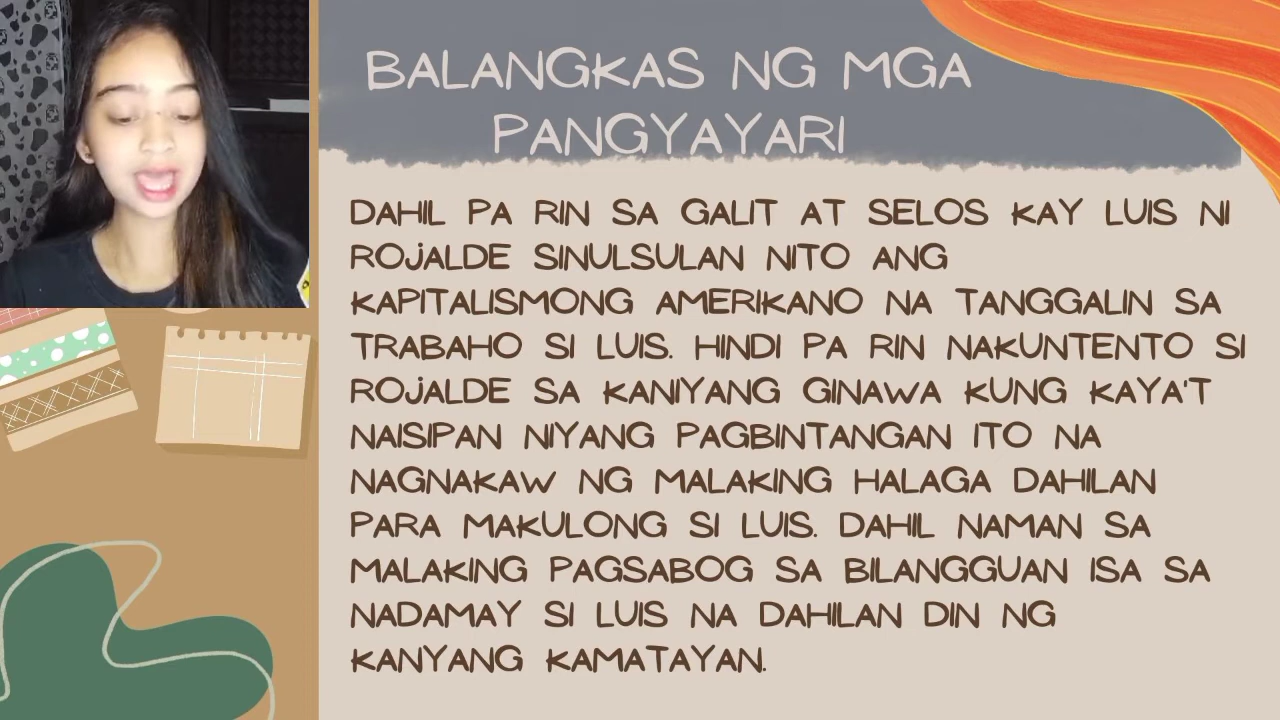 BALANGKAS NG MGA
PANGYAYARI
DAHIL PA RIN SA GALIT AT SELOS KAY LUIS NI
ROJALDE SINULSULAN NITO ANG
KAPITALISMONG AMERIKANO NA TANGGALIN SA
TRABAHO SI LUIS. HINDI PA RIN NAKUNTENTO SI
ROJALDE SA KANIYANG GINAWA KUNG KAYA'T
NAISIPAN NIYANG PAGBINTANGAN ITO NA
NAGNAKAW NG MALAKING HALAGA DAHILAN
PARA MAKULONG SI LUIS. DAHIL NAMAN SA
MALAKING PAGSABOG SA BILANGGUAN ISA SA
NADAMAY SI LUIS NA DAHILAN DIN NG
KANYANG KAMATAYAN.